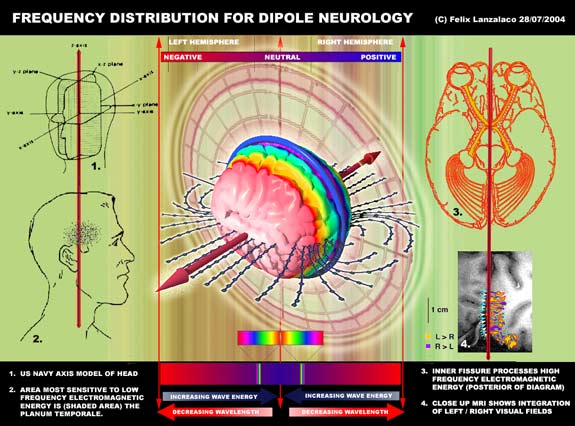 FREQUENCY DISTRIBUTION FOR DIPOLE NEUROLOGY
(C) Felix Lanzalaco 28/07/2004
z-axis
x-z plane
y-z plane
x-axis
x-y plane
y-axis
y-axis
x-axis
1.
2.
LEFT HEMISPHERE
RIGHT HEMISPHERE
NEGATIVE
NEUTRAL
POSITIVE
3.
1 cm
L > R
R > L
4.
1. US NAVY AXIS MODEL OF HEAD
2. AREA MOST SENSITIVE TO LOW
FREQUENCY ELECTROMAGNETIC
ENERGY IS (SHADED AREA) THE
PLANUM TEMPORALE.
INCREASING WAVE ENERGY
INCREASING WAVE ENERGY
DECREASING WAVELENGTH
DECREASING WAVELENGTH
3. INNER FISSURE PROCESSES HIGH
FREQUENCY ELECTROMAGNETIC
ENERGY (POSTERIOR OF DIAGRAM)
4. CLOSE UP MRI SHOWS INTEGRATION
OF LEFT / RIGHT VISUAL FIELDS